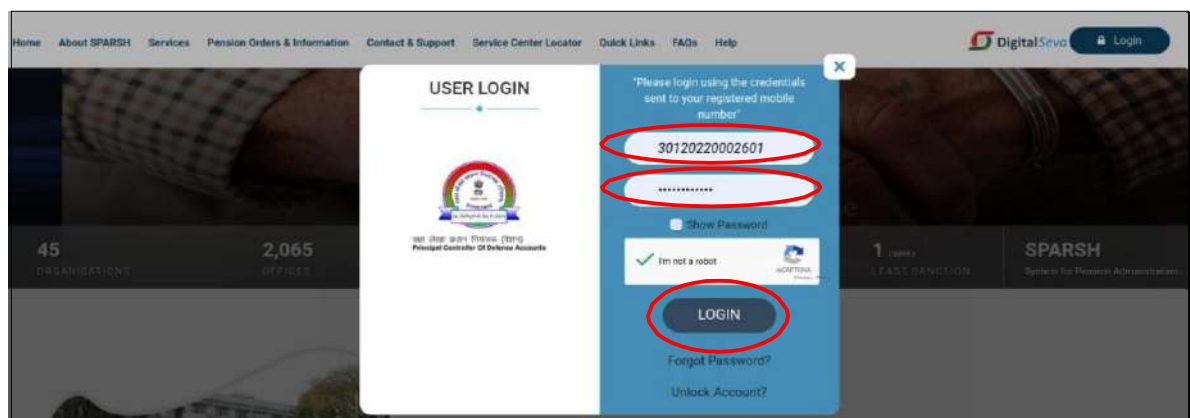 Home About SPARSH Services Pension Orders & Information Contact & Support Service Center Locator Quick Links FAQs Help DigitalSeva Login
USER LOGIN
"Please login using the credentials
sent to your registered mobile
number"
30120220002601
............
Show Password
Principal Controller Of Defence Accounts
I'm not a robot
reCAPTCHA
LOGIN
Forgot Password?
Unlock Account?
45
ORGANISATIONS
2,065
OFFICES
1
LEAST SANCTION
SPARSH
System for Pension Administration